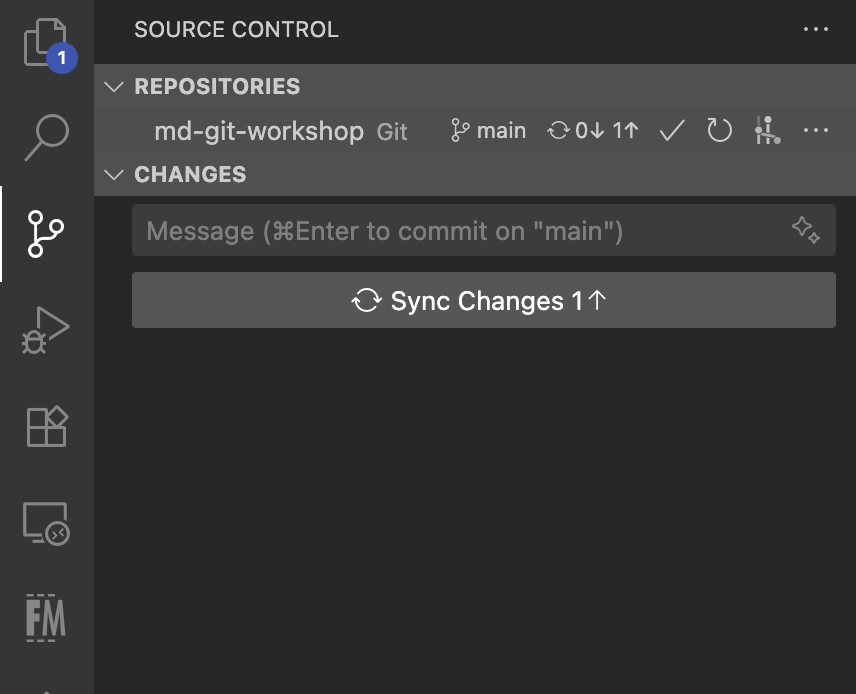 1
SOURCE CONTROL
REPOSITORIES
md-git-workshop Git main 0↓ 1↑
CHANGES
Message (⌘Enter to commit on "main")
Sync Changes 1↑
FM